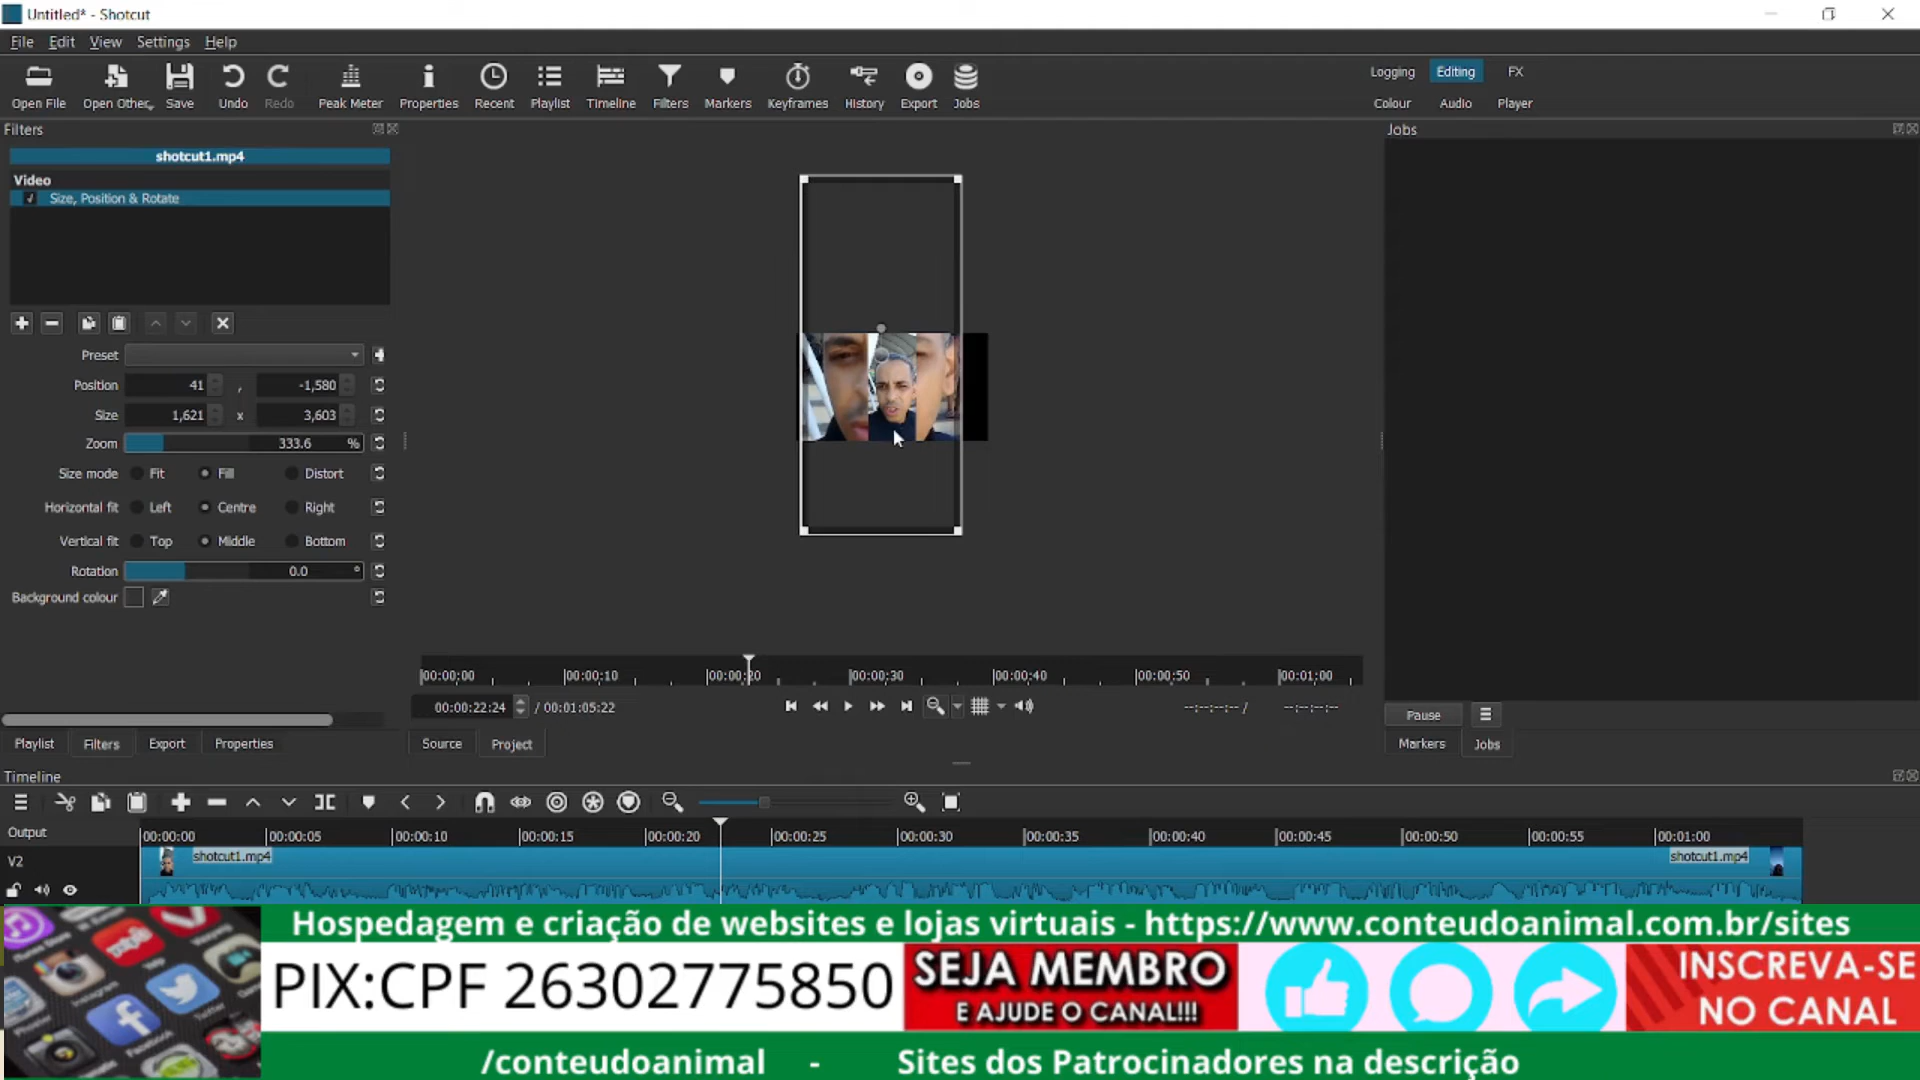 Untitled* - Shotcut
File Edit View Settings Help
Open File Open Other... Save Undo Redo Peak Meter Properties Recent Playlist Timeline Filters Markers Keyframes History Export Jobs
Logging Editing FX
Colour Audio Player
Filters
Jobs
shotcut1.mp4
Video
Size, Position & Rotate
Preset
Position 41 , -1,580
Size 1,621 x 3,603
Zoom 333.6 %
Size mode Fit Fill Distort
Horizontal fit Left Centre Right
Vertical fit Top Middle Bottom
Rotation 0.0 °
Background colour
00:00:00 00:00:10 00:00:20 00:00:30 00:00:40 00:00:50 00:01:00
00:00:22:24 / 00:01:05:22 --:--:--:-- / --:--:--:--
Pause
Playlist Filters Export Properties
Source Project
Markers Jobs
Timeline
Output
00:00:00 00:00:05 00:00:10 00:00:15 00:00:20 00:00:25 00:00:30 00:00:35 00:00:40 00:00:45 00:00:50 00:00:55 00:01:00
V2
shotcut1.mp4 shotcut1.mp4
Hospedagem e criação de websites e lojas virtuais - https://www.conteudoanimal.com.br/sites
PIX:CPF 26302775850
SEJA MEMBRO
E AJUDE O CANAL!!!
INSCREVA-SE
NO CANAL
/conteudoanimal - Sites dos Patrocinadores na descrição